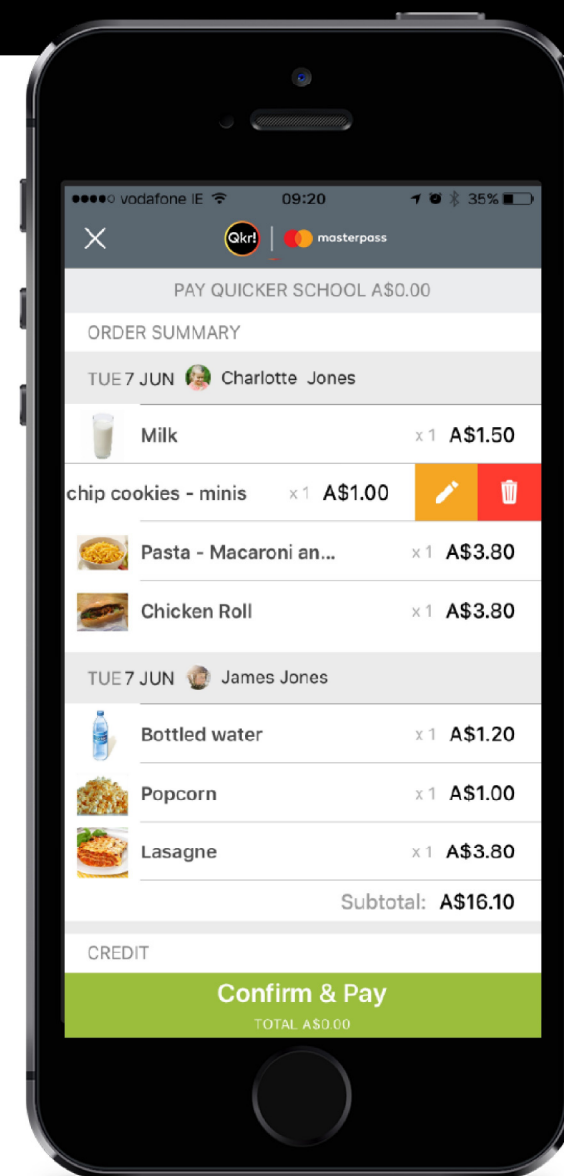 vodafone IE 09:20 35%
Qkr! masterpass
PAY QUICKER SCHOOL A$0.00
ORDER SUMMARY
TUE 7 JUN Charlotte Jones
Milk x 1 A$1.50
chip cookies - minis x 1 A$1.00
Pasta - Macaroni an... x 1 A$3.80
Chicken Roll x 1 A$3.80
TUE 7 JUN James Jones
Bottled water x 1 A$1.20
Popcorn x 1 A$1.00
Lasagne x 1 A$3.80
Subtotal: A$16.10
CREDIT
Confirm & Pay
TOTAL A$0.00